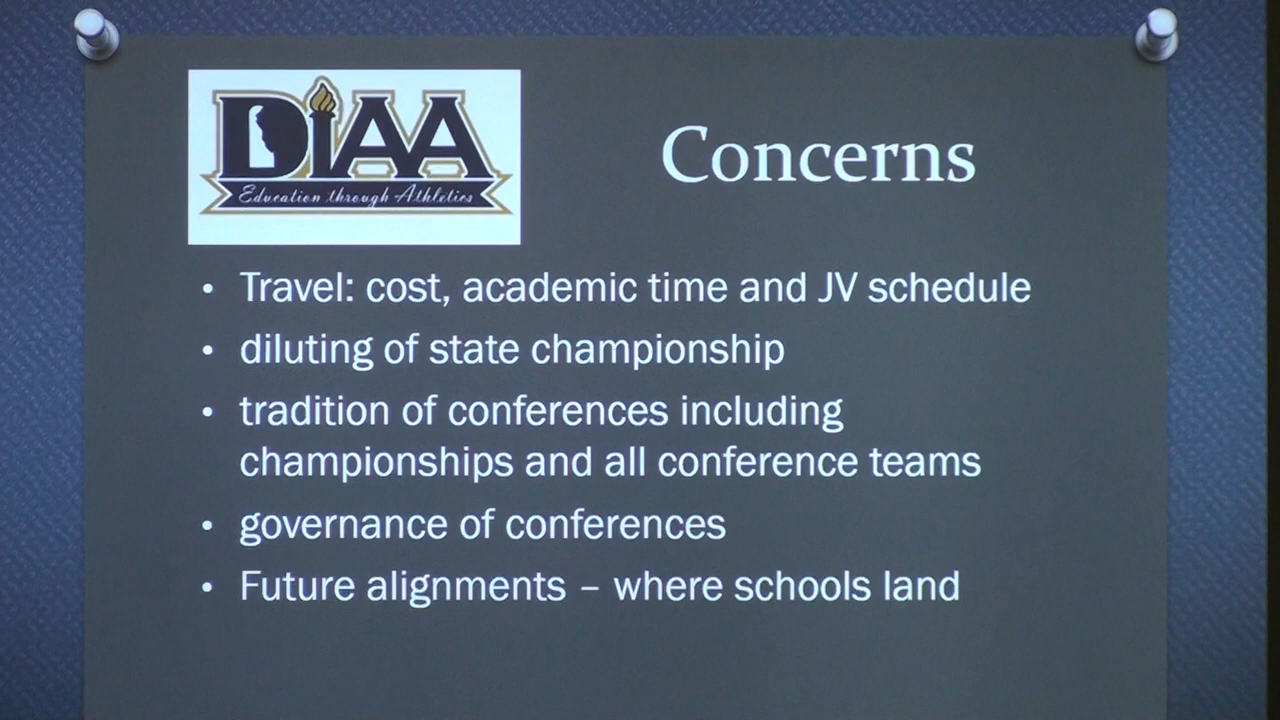 DIAA
Education through Athletics
Concerns
• Travel: cost, academic time and JV schedule
• diluting of state championship
• tradition of conferences including
championships and all conference teams
• governance of conferences
• Future alignments – where schools land